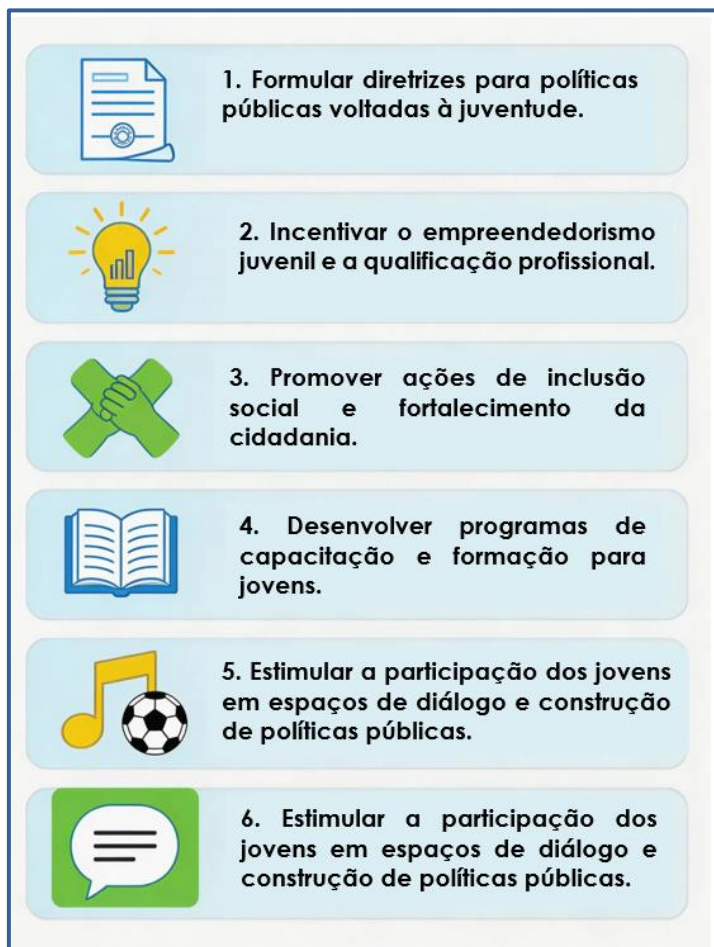 1. Formular diretrizes para políticas
públicas voltadas à juventude.
2. Incentivar o empreendedorismo
juvenil e a qualificação profissional.
3. Promover ações de inclusão
social e fortalecimento da
cidadania.
4. Desenvolver programas de
capacitação e formação para
jovens.
5. Estimular a participação dos jovens
em espaços de diálogo e construção
de políticas públicas.
6. Estimular a participação dos
jovens em espaços de diálogo e
construção de políticas públicas.